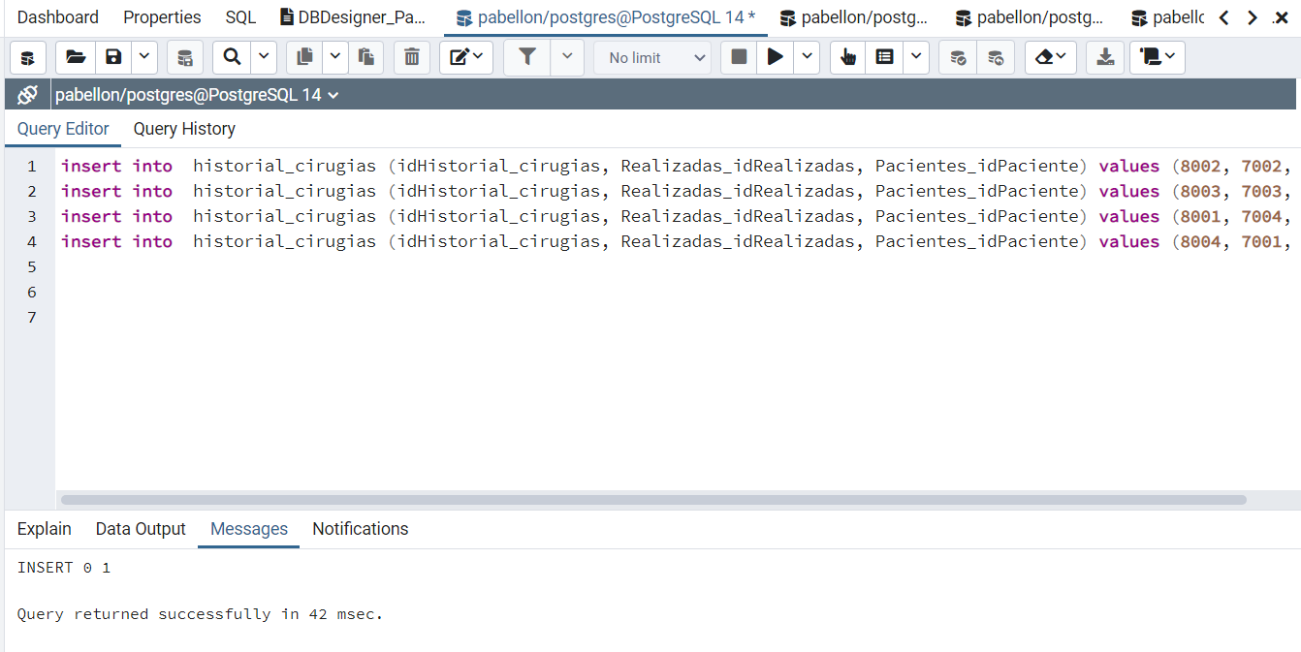 Dashboard Properties SQL DBDesigner_Pa... pabellon/postgres@PostgreSQL 14 * pabellon/postg... pabellon/postg... pabello
No limit
pabellon/postgres@PostgreSQL 14
Query Editor Query History
1 insert into historial_cirugias (idHistorial_cirugias, Realizadas_idRealizadas, Pacientes_idPaciente) values (8002, 7002,
2 insert into historial_cirugias (idHistorial_cirugias, Realizadas_idRealizadas, Pacientes_idPaciente) values (8003, 7003,
3 insert into historial_cirugias (idHistorial_cirugias, Realizadas_idRealizadas, Pacientes_idPaciente) values (8001, 7004,
4 insert into historial_cirugias (idHistorial_cirugias, Realizadas_idRealizadas, Pacientes_idPaciente) values (8004, 7001,
5
6
7
Explain Data Output Messages Notifications
INSERT 0 1
Query returned successfully in 42 msec.